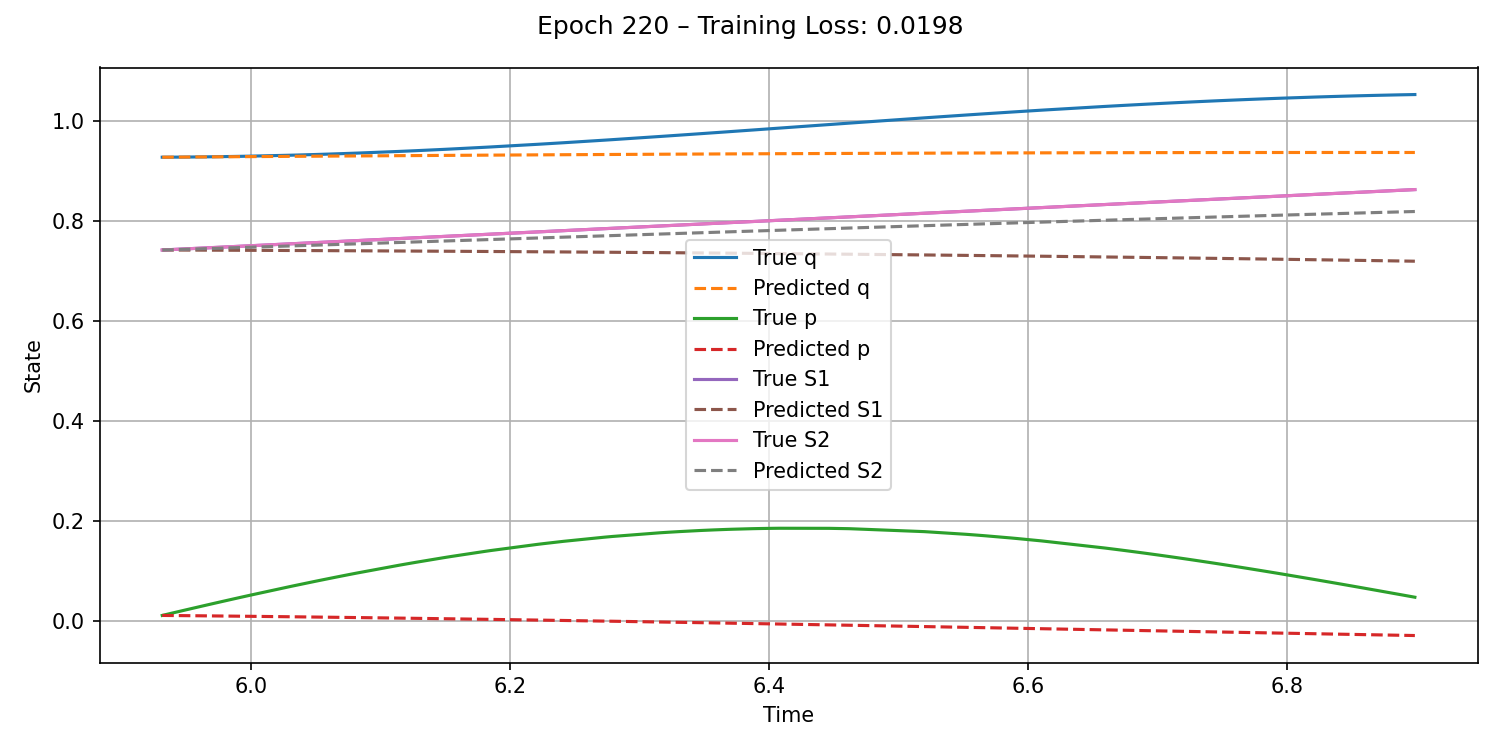 Epoch 220 – Training Loss: 0.0198
1.0
0.8
0.6
0.4
0.2
0.0
State
True q
Predicted q
True p
Predicted p
True S1
Predicted S1
True S2
Predicted S2
6.0 6.2 6.4 6.6 6.8
Time